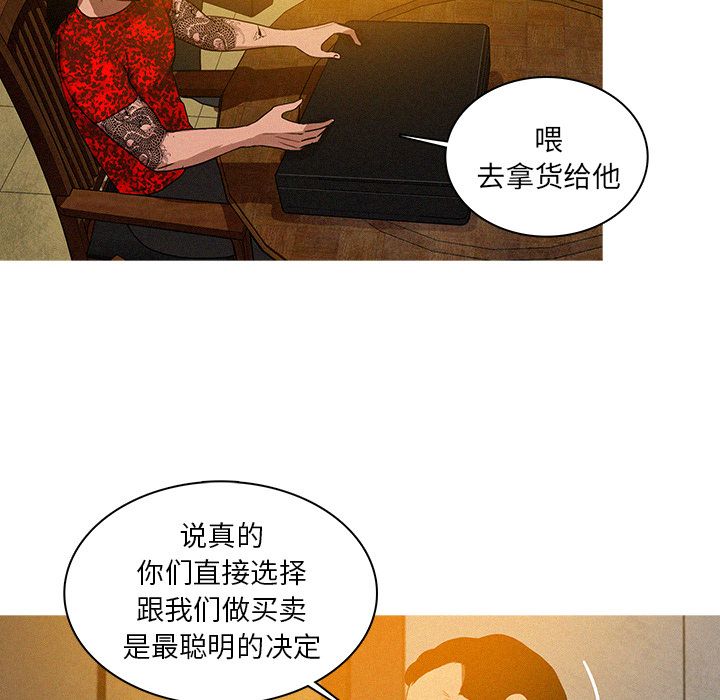 喂
去拿货给他
说真的
你们直接选择
跟我们做买卖
是最聪明的决定